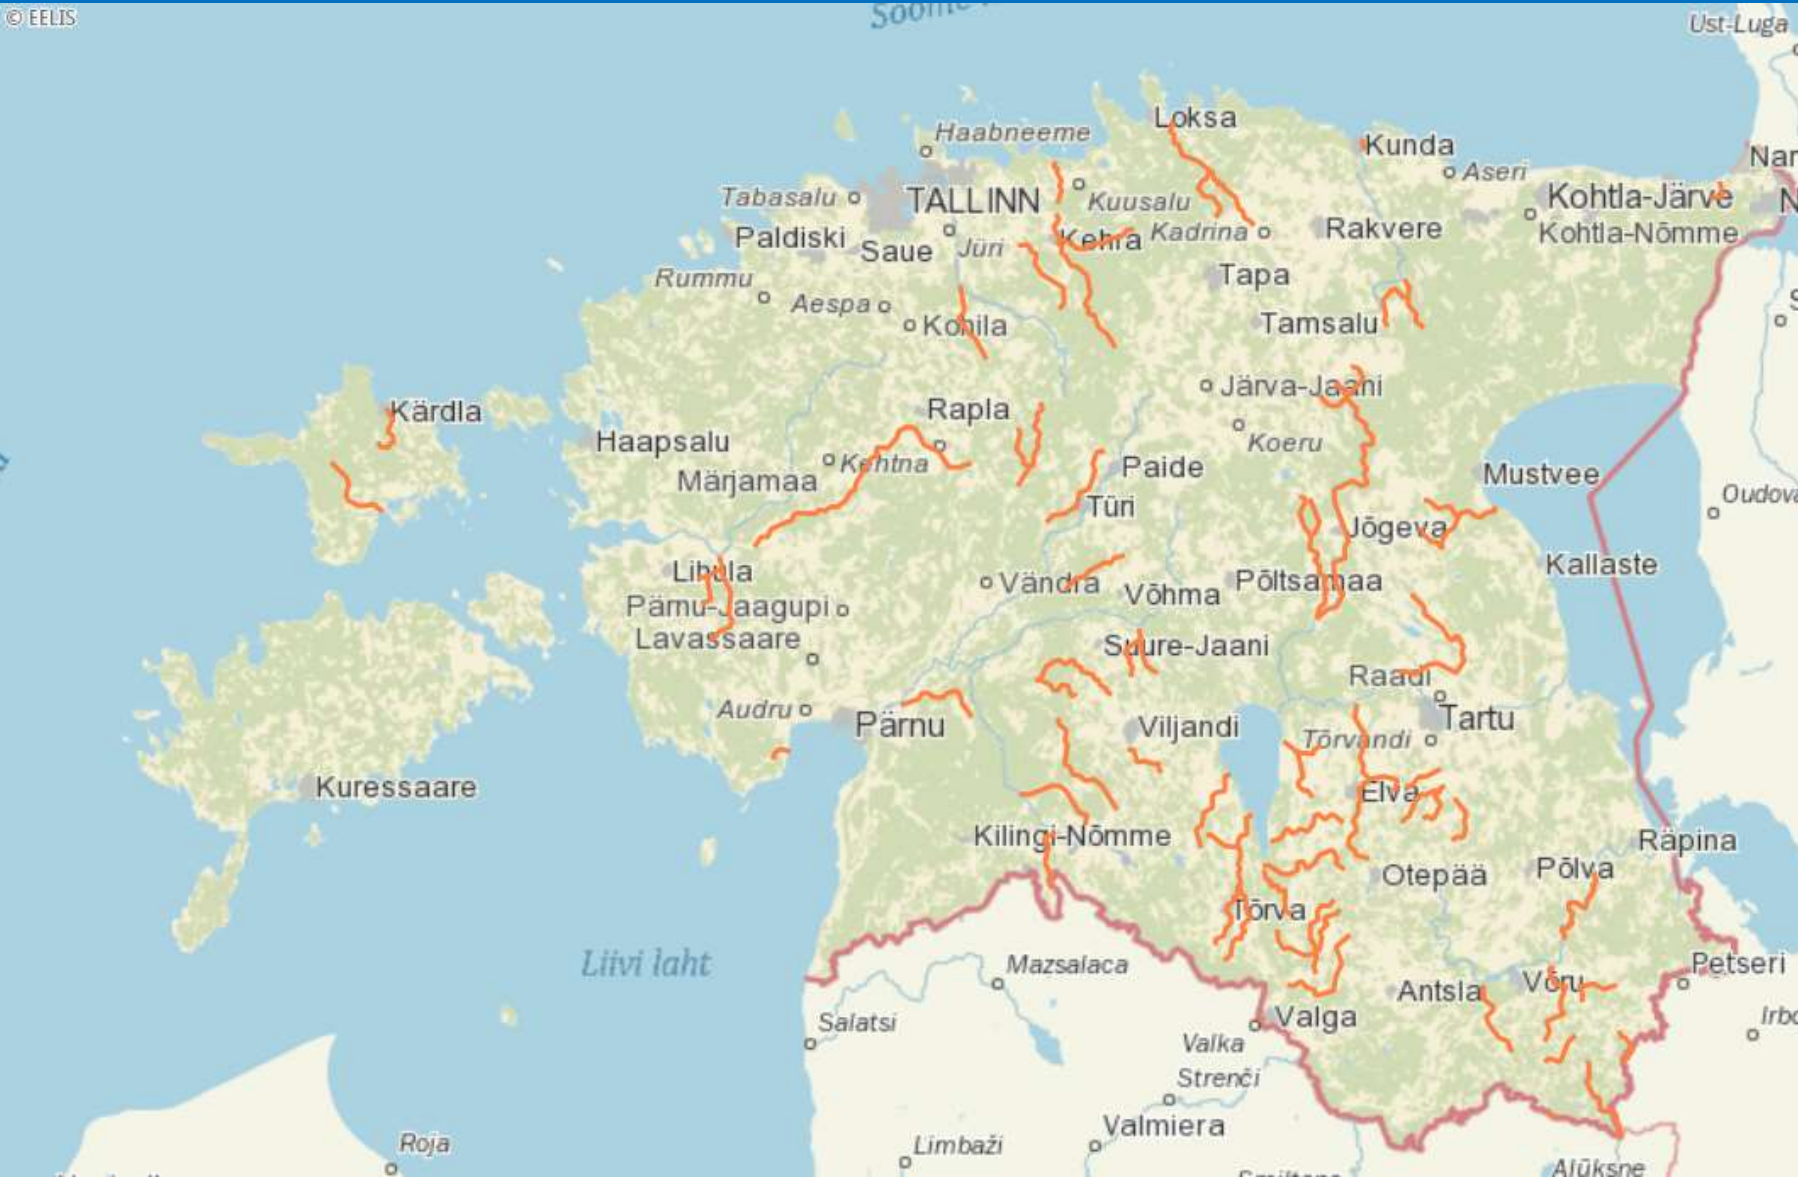 © EELIS
Soome
Ust-Luga
Loksa
Haabneeme
Kunda
Aseri
Nar
Tabasalu
TALLINN
Kuusalu
Kohtla-Järve
N
Paldiski
Saue
Jüri
Kehra
Kadrina
Rakvere
Kohtla-Nõmme
Rummu
Aespa
Tapa
Kohila
Tamsalu
Järva-Jaani
Kärdla
Rapla
Haapsalu
Koeru
Märjamaa
Kehtna
Paide
Mustvee
Oudova
Türi
Jõgeva
Lihula
Vändra
Võhma
Põltsamaa
Kallaste
Pärnu-Jaagupi
Lavassaare
Suure-Jaani
Raadi
Audru
Pärnu
Viljandi
Tõrvandi
Tartu
Kuressaare
Elva
Kilingi-Nõmme
Räpina
Otepää
Põlva
Tõrva
Liivi laht
Mazsalaca
Petseri
Antsla
Võru
Salatsi
Valga
Irbo
Valka
Strenči
Roja
Limbaži
Valmiera
Alūksne